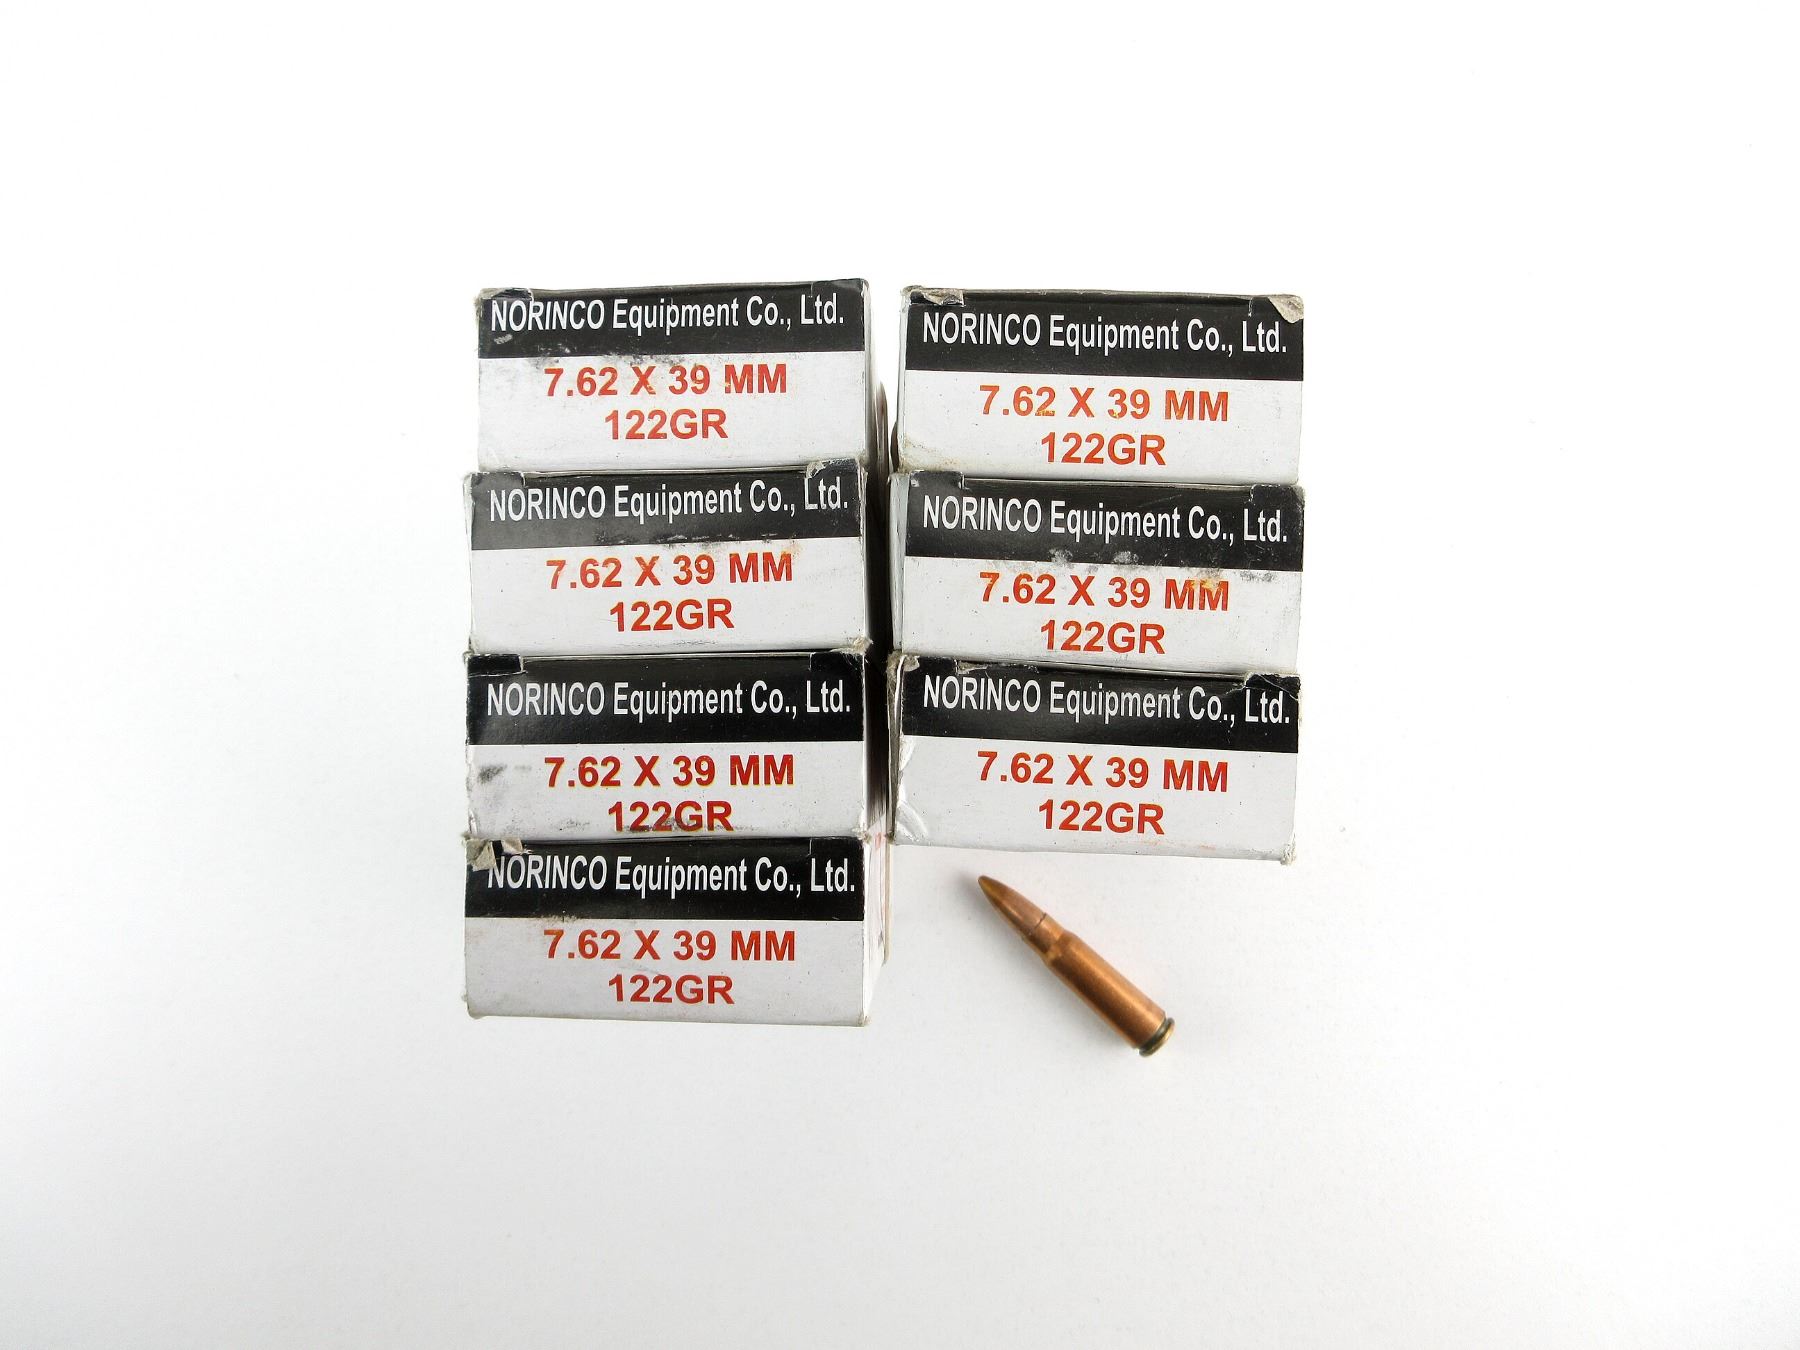 NORINCO Equipment Co., Ltd.
7.62 X 39 MM
122GR
NORINCO Equipment Co., Ltd.
7.62 X 39 MM
122GR
NORINCO Equipment Co., Ltd.
7.62 X 39 MM
122GR
NORINCO Equipment Co., Ltd.
7.62 X 39 MM
122GR
NORINCO Equipment Co., Ltd.
7.62 X 39 MM
122GR
NORINCO Equipment Co., Ltd.
7.62 X 39 MM
122GR
NORINCO Equipment Co., Ltd.
7.62 X 39 MM
122GR